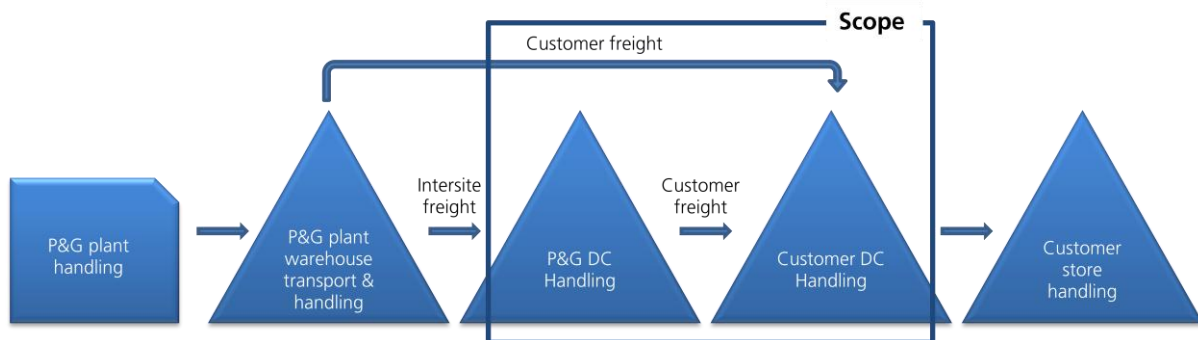 Scope
Customer freight
P&G plant
handling
P&G plant
warehouse
transport &
handling
Intersite
freight
P&G DC
Handling
Customer
freight
Customer DC
Handling
Customer
store
handling